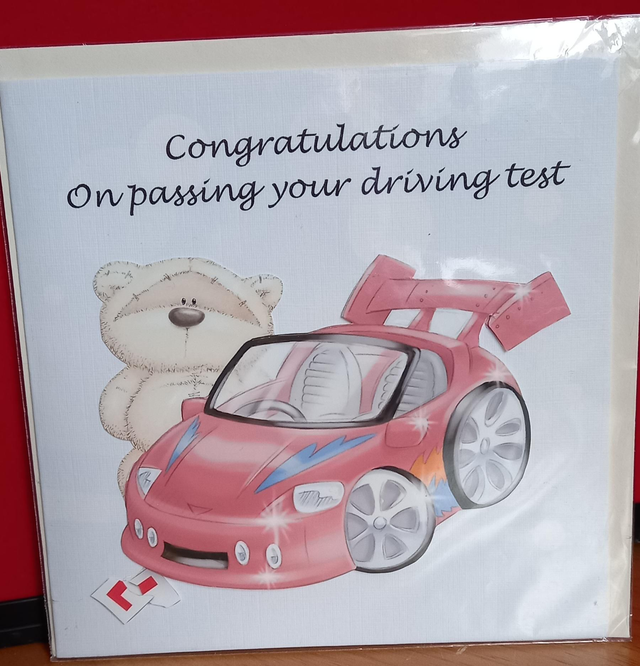 Congratulations
On passing your driving test
L